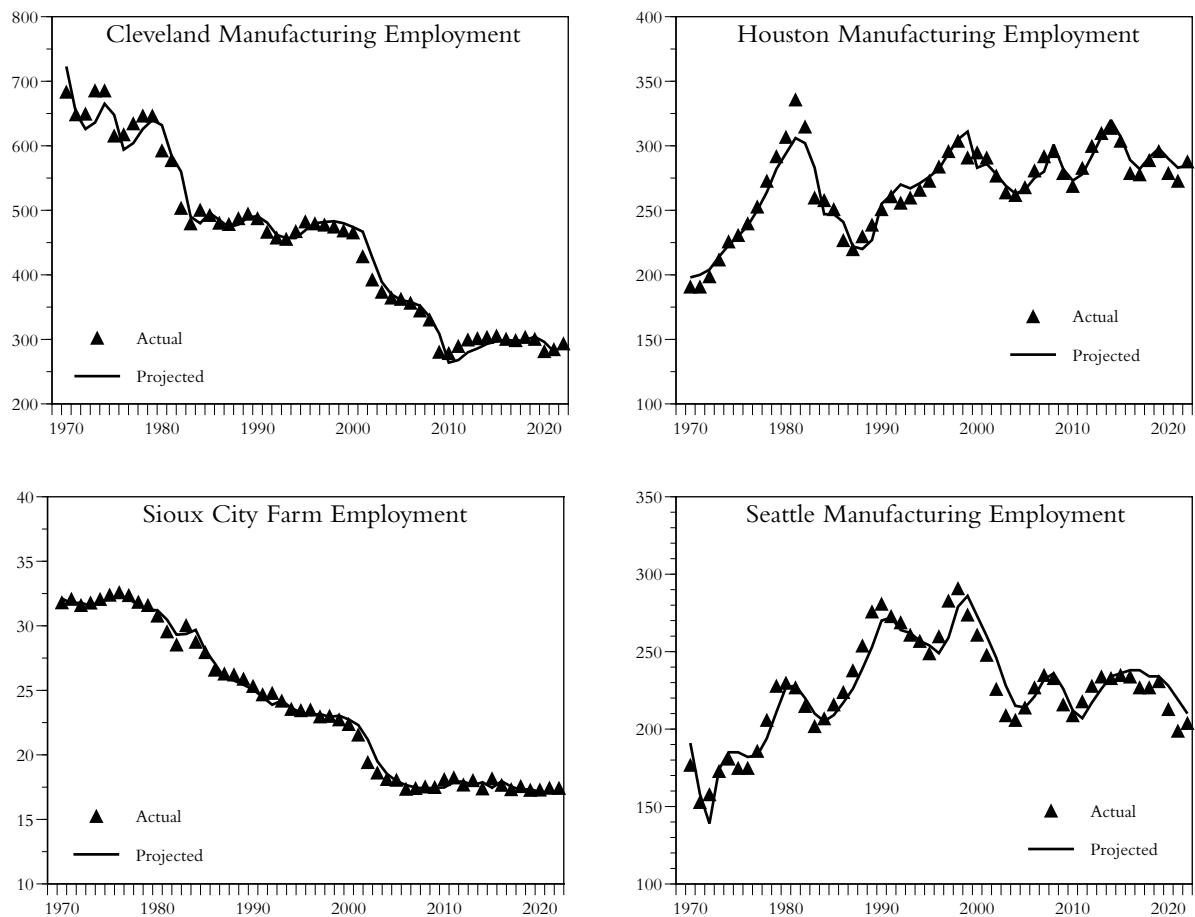 Cleveland Manufacturing Employment
800
700
600
500
400
300
200
Actual
Projected
1970 1980 1990 2000 2010 2020
Houston Manufacturing Employment
400
350
300
250
200
150
100
Actual
Projected
1970 1980 1990 2000 2010 2020
Sioux City Farm Employment
40
35
30
25
20
15
10
Actual
Projected
1970 1980 1990 2000 2010 2020
Seattle Manufacturing Employment
350
300
250
200
150
100
Actual
Projected
1970 1980 1990 2000 2010 2020